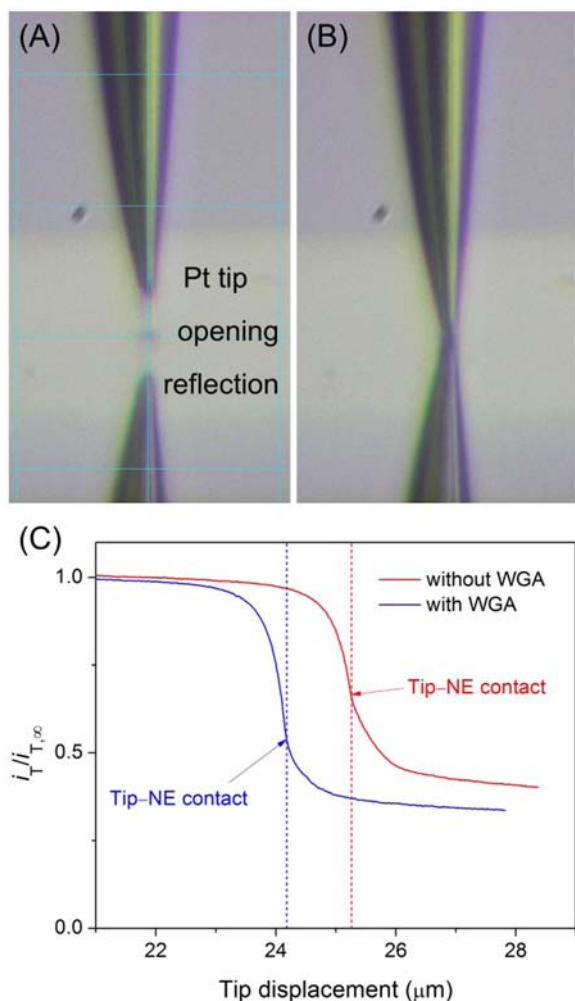 (A)
(B)
Pt tip
opening
reflection
(C)
without WGA
with WGA
Tip–NE contact
Tip–NE contact
1.0
0.5
0.0
22
24
26
28
i_T/i_T,∞
Tip displacement (μm)